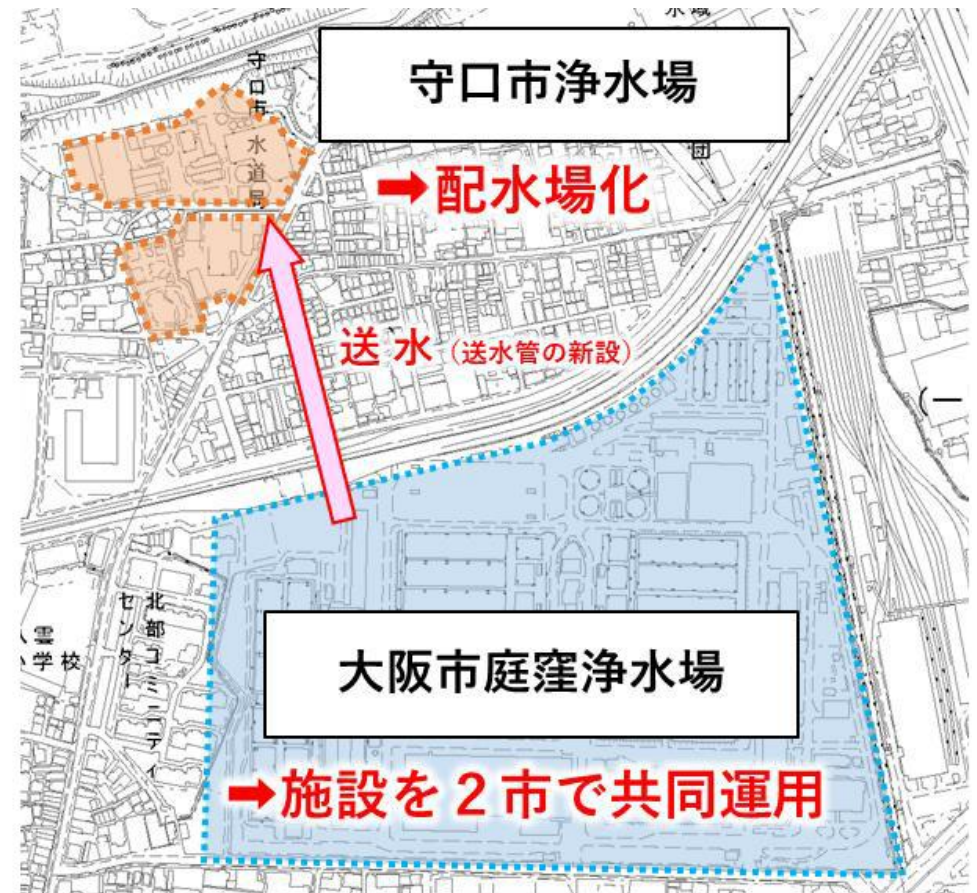 守口市浄水場
➡配水場化
守口市水道局
団
送水（送水管の新設）
(一
北部コミュニティ
センター
大阪市庭窪浄水場
➡施設を２市で共同運用